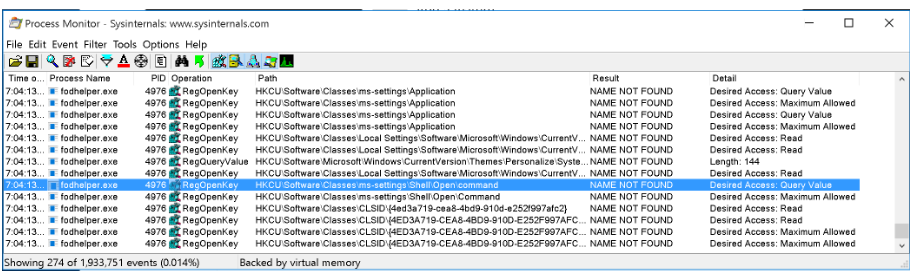 Process Monitor - Sysinternals: www.sysinternals.com
File Edit Event Filter Tools Options Help
Time o... Process Name PID Operation Path Result Detail
7:04:13... fodhelper.exe 4976 RegOpenKey HKCU\Software\Classes\ms-settings\Application NAME NOT FOUND Desired Access: Query Value
7:04:13... fodhelper.exe 4976 RegOpenKey HKCU\Software\Classes\ms-settings\Application NAME NOT FOUND Desired Access: Maximum Allowed
7:04:13... fodhelper.exe 4976 RegOpenKey HKCU\Software\Classes\ms-settings\Application NAME NOT FOUND Desired Access: Query Value
7:04:13... fodhelper.exe 4976 RegOpenKey HKCU\Software\Classes\ms-settings\Application NAME NOT FOUND Desired Access: Maximum Allowed
7:04:13... fodhelper.exe 4976 RegOpenKey HKCU\Software\Classes\Local Settings\Software\Microsoft\Windows\CurrentV... NAME NOT FOUND Desired Access: Read
7:04:13... fodhelper.exe 4976 RegOpenKey HKCU\Software\Classes\Local Settings\Software\Microsoft\Windows\CurrentV... NAME NOT FOUND Desired Access: Read
7:04:13... fodhelper.exe 4976 RegQueryValue HKCU\Software\Microsoft\Windows\CurrentVersion\Themes\Personalize\Syste... NAME NOT FOUND Length: 144
7:04:13... fodhelper.exe 4976 RegOpenKey HKCU\Software\Classes\Local Settings\Software\Microsoft\Windows\CurrentV... NAME NOT FOUND Desired Access: Read
7:04:13... fodhelper.exe 4976 RegOpenKey HKCU\Software\Classes\ms-settings\Shell\Open\command NAME NOT FOUND Desired Access: Query Value
7:04:13... fodhelper.exe 4976 RegOpenKey HKCU\Software\Classes\ms-settings\Shell\Open\Command NAME NOT FOUND Desired Access: Maximum Allowed
7:04:13... fodhelper.exe 4976 RegOpenKey HKCU\Software\Classes\CLSID\{4ed3a719-cea8-4bd9-910d-e252f997afc2} NAME NOT FOUND Desired Access: Read
7:04:13... fodhelper.exe 4976 RegOpenKey HKCU\Software\Classes\CLSID\{4ED3A719-CEA8-4BD9-910D-E252F997AFC... NAME NOT FOUND Desired Access: Read
7:04:13... fodhelper.exe 4976 RegOpenKey HKCU\Software\Classes\CLSID\{4ED3A719-CEA8-4BD9-910D-E252F997AFC... NAME NOT FOUND Desired Access: Maximum Allowed
7:04:13... fodhelper.exe 4976 RegOpenKey HKCU\Software\Classes\CLSID\{4ED3A719-CEA8-4BD9-910D-E252F997AFC... NAME NOT FOUND Desired Access: Maximum Allowed
Showing 274 of 1,933,751 events (0.014%) Backed by virtual memory